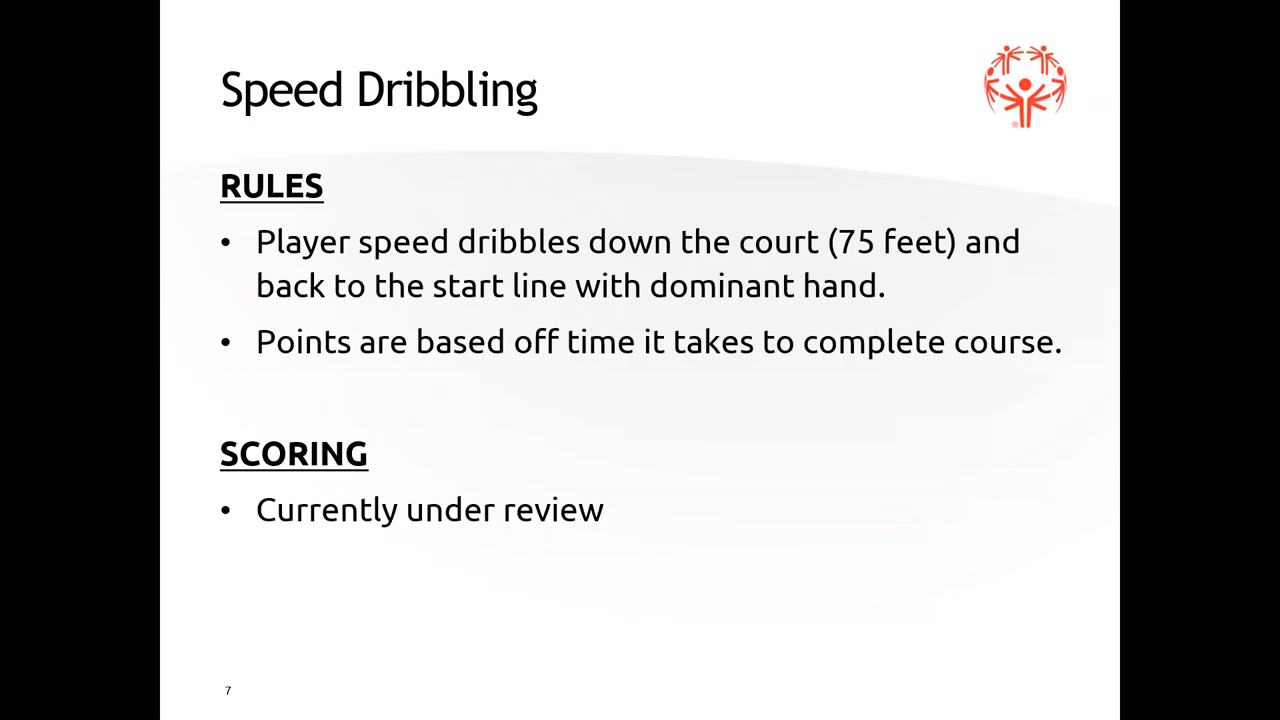 Speed Dribbling
RULES
• Player speed dribbles down the court (75 feet) and
back to the start line with dominant hand.
• Points are based off time it takes to complete course.
SCORING
• Currently under review
7
®